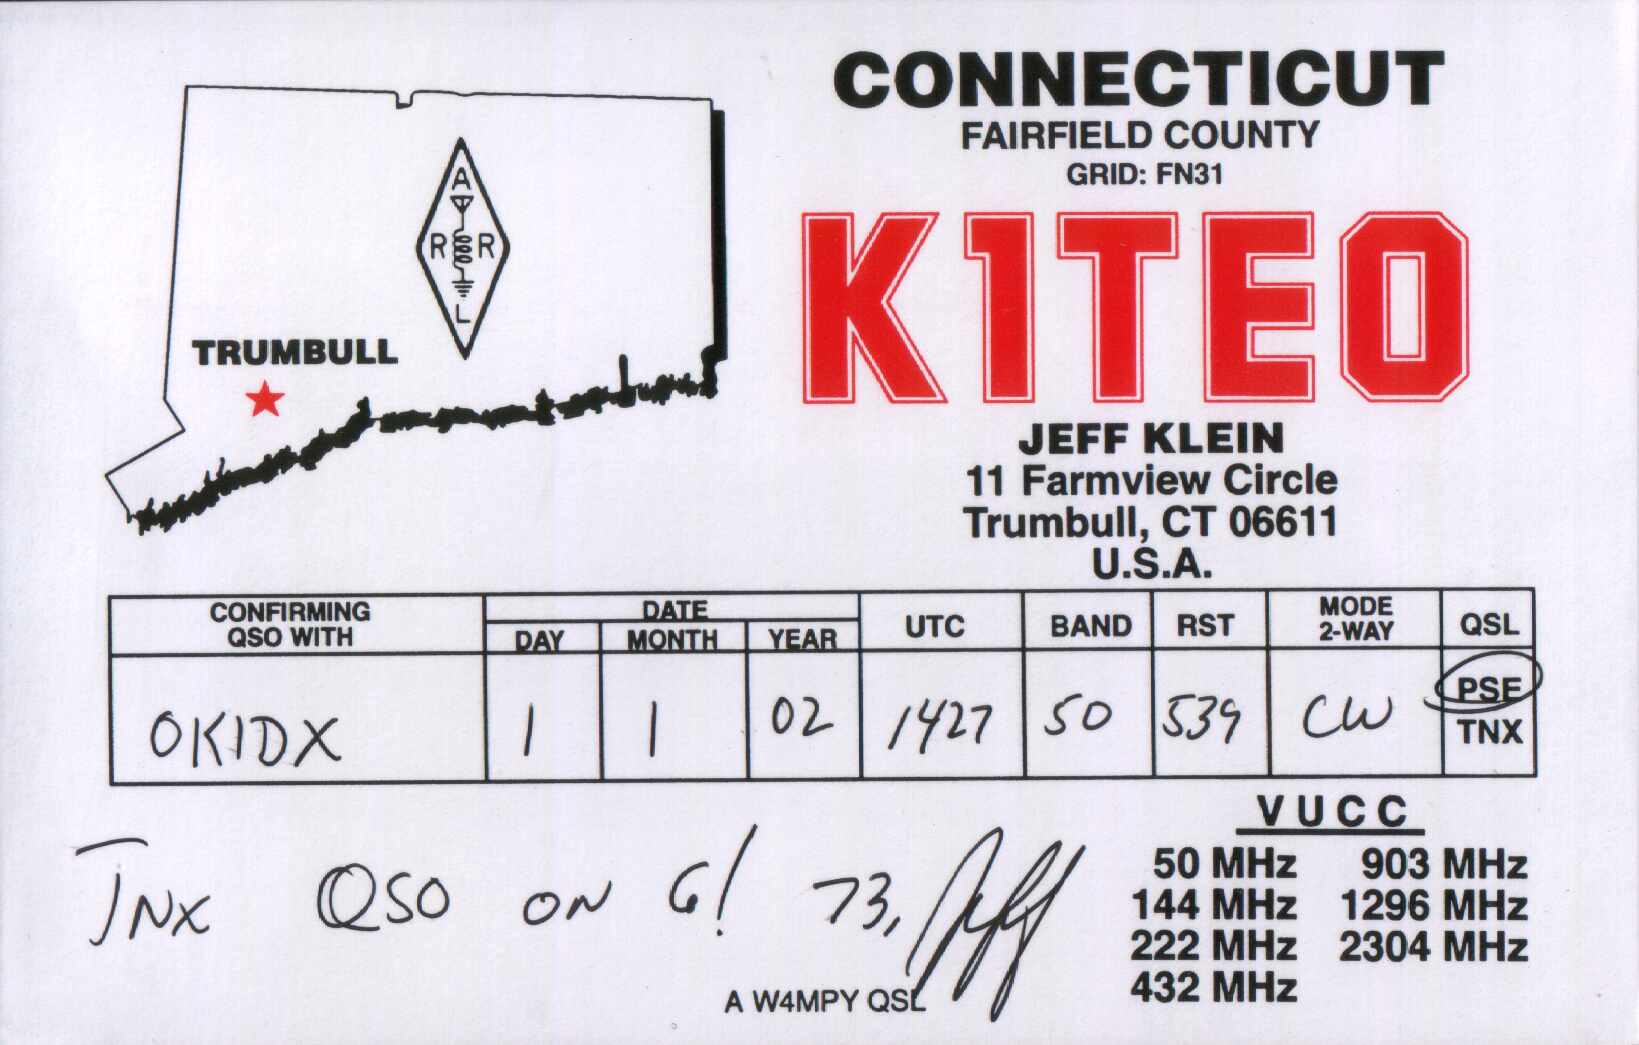 CONNECTICUT
FAIRFIELD COUNTY
GRID: FN31
K1TEO
A
R R
L
TRUMBULL
JEFF KLEIN
11 Farmview Circle
Trumbull, CT 06611
U.S.A.
CONFIRMING QSO WITH DATE DAY MONTH YEAR UTC BAND RST MODE 2-WAY QSL
OK1DX 1 1 02 1427 50 539 CW PSE TNX
TNX QSO ON 6! 73, Jeff
VUCC
50 MHz 903 MHz
144 MHz 1296 MHz
222 MHz 2304 MHz
432 MHz
A W4MPY QSL